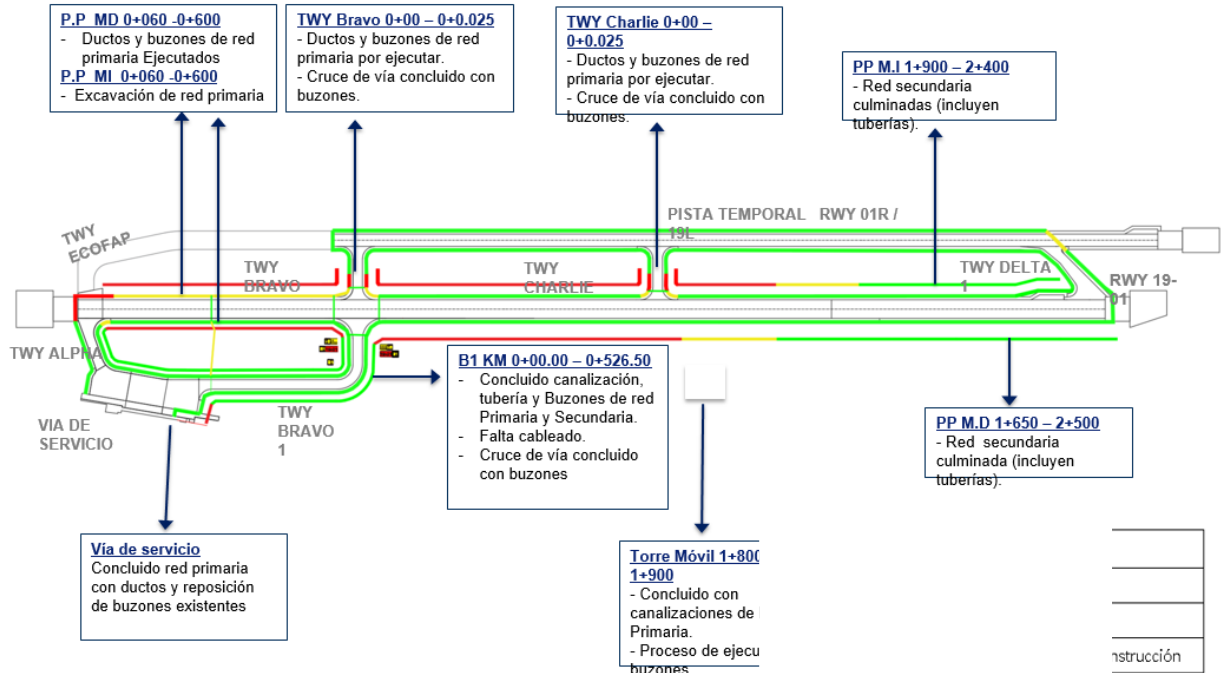 P.P MD 0+060 -0+600
- Ductos y buzones de red
primaria Ejecutados
P.P MI 0+060 -0+600
- Excavación de red primaria
TWY Bravo 0+00 – 0+0.025
- Ductos y buzones de red
primaria por ejecutar.
- Cruce de vía concluido con
buzones.
TWY Charlie 0+00 –
0+0.025
- Ductos y buzones de red
primaria por ejecutar.
- Cruce de vía concluido con
buzones.
PP M.I 1+900 – 2+400
- Red secundaria
culminadas (incluyen
tuberías).
PISTA TEMPORAL RWY 01R /
19L
TWY
ECOFAP
TWY
BRAVO
TWY
CHARLIE
TWY DELTA
1
RWY 19-
01
TWY ALPHA
VIA DE
SERVICIO
TWY
BRAVO
1
B1 KM 0+00.00 – 0+526.50
- Concluido canalización,
tubería y Buzones de red
Primaria y Secundaria.
- Falta cableado.
- Cruce de vía concluido
con buzones
PP M.D 1+650 – 2+500
- Red secundaria
culminada (incluyen
tuberías).
Vía de servicio
Concluido red primaria
con ductos y reposición
de buzones existentes
Torre Móvil 1+800
1+900
- Concluido con
canalizaciones de
Primaria.
- Proceso de ejecu
buzones
nstrucción